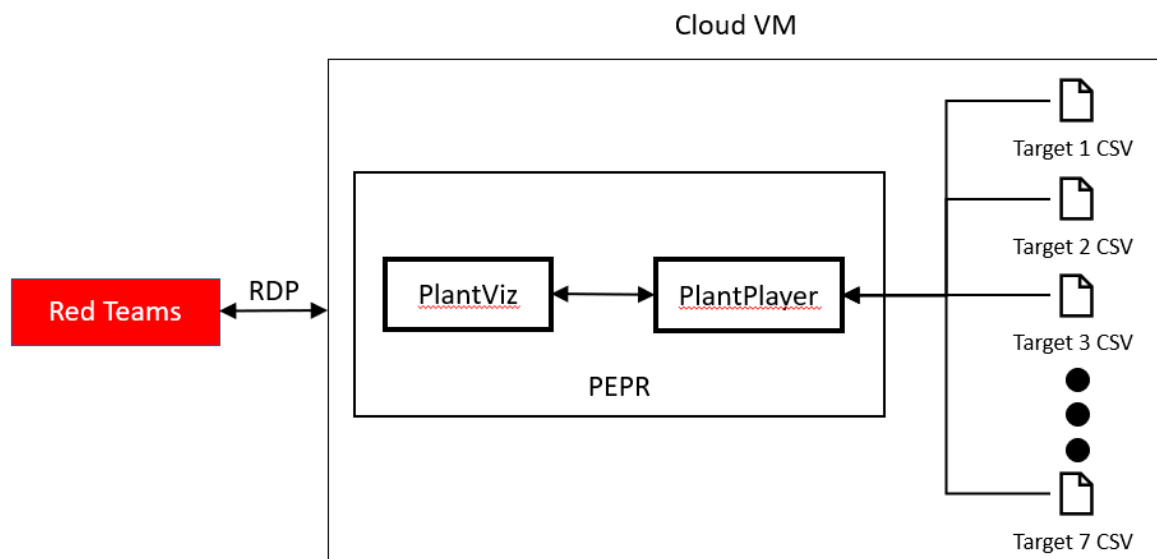 Cloud VM
Target 1 CSV
Target 2 CSV
Red Teams
RDP
PlantViz
PlantPlayer
Target 3 CSV
PEPR
Target 7 CSV